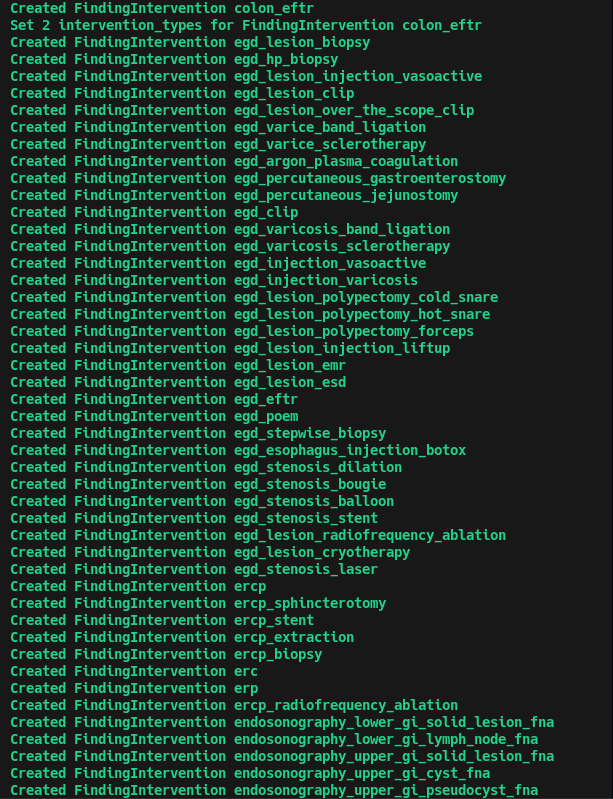 Created FindingIntervention colon_eftr
Set 2 intervention_types for FindingIntervention colon_eftr
Created FindingIntervention egd_lesion_biopsy
Created FindingIntervention egd_hp_biopsy
Created FindingIntervention egd_lesion_injection_vasoactive
Created FindingIntervention egd_lesion_clip
Created FindingIntervention egd_lesion_over_the_scope_clip
Created FindingIntervention egd_varice_band_ligation
Created FindingIntervention egd_varice_sclerotherapy
Created FindingIntervention egd_argon_plasma_coagulation
Created FindingIntervention egd_percutaneous_gastroenterostomy
Created FindingIntervention egd_percutaneous_jejunostomy
Created FindingIntervention egd_clip
Created FindingIntervention egd_varicosis_band_ligation
Created FindingIntervention egd_varicosis_sclerotherapy
Created FindingIntervention egd_injection_vasoactive
Created FindingIntervention egd_injection_varicosis
Created FindingIntervention egd_lesion_polypectomy_cold_snare
Created FindingIntervention egd_lesion_polypectomy_hot_snare
Created FindingIntervention egd_lesion_polypectomy_forceps
Created FindingIntervention egd_lesion_injection_liftup
Created FindingIntervention egd_lesion_emr
Created FindingIntervention egd_lesion_esd
Created FindingIntervention egd_eftr
Created FindingIntervention egd_poem
Created FindingIntervention egd_stepwise_biopsy
Created FindingIntervention egd_esophagus_injection_botox
Created FindingIntervention egd_stenosis_dilation
Created FindingIntervention egd_stenosis_bougie
Created FindingIntervention egd_stenosis_balloon
Created FindingIntervention egd_stenosis_stent
Created FindingIntervention egd_lesion_radiofrequency_ablation
Created FindingIntervention egd_lesion_cryotherapy
Created FindingIntervention egd_stenosis_laser
Created FindingIntervention ercp
Created FindingIntervention ercp_sphincterotomy
Created FindingIntervention ercp_stent
Created FindingIntervention ercp_extraction
Created FindingIntervention ercp_biopsy
Created FindingIntervention erc
Created FindingIntervention erp
Created FindingIntervention ercp_radiofrequency_ablation
Created FindingIntervention endosonography_lower_gi_solid_lesion_fna
Created FindingIntervention endosonography_lower_gi_lymph_node_fna
Created FindingIntervention endosonography_upper_gi_solid_lesion_fna
Created FindingIntervention endosonography_upper_gi_cyst_fna
Created FindingIntervention endosonography_upper_gi_pseudocyst_fna